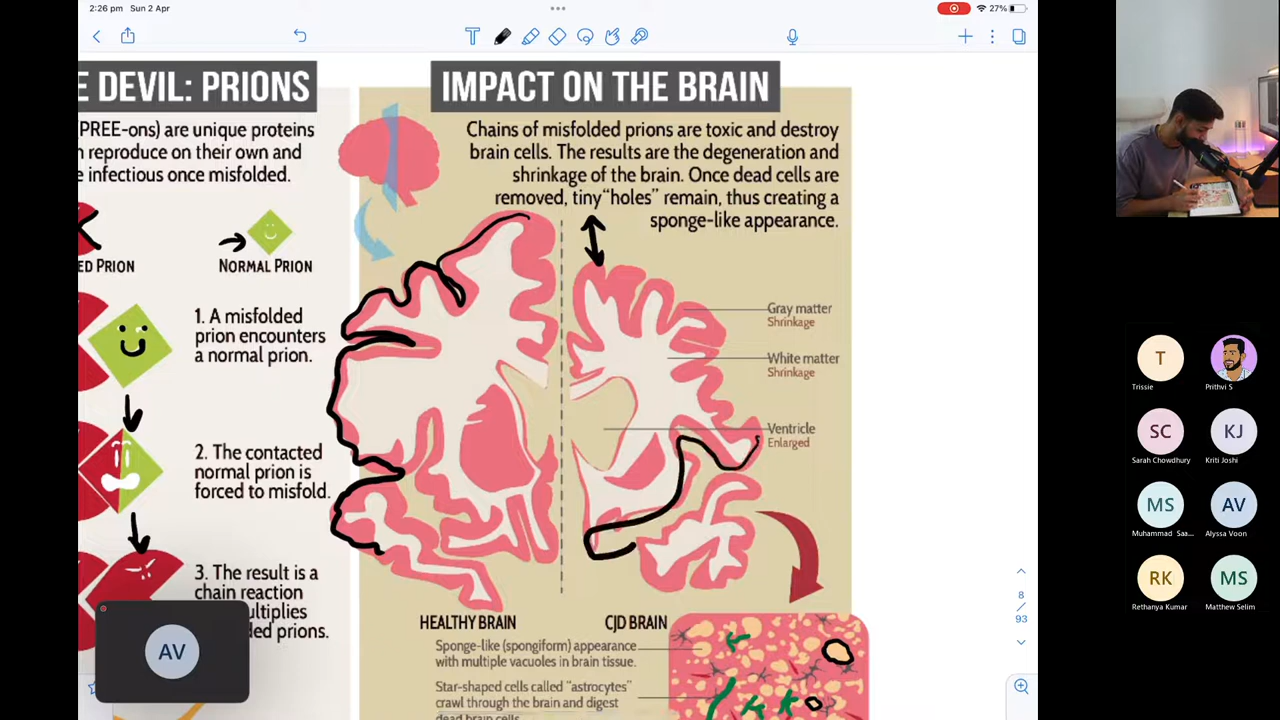 2:26 pm Sun 2 Apr
27%
E DEVIL: PRIONS
IMPACT ON THE BRAIN
(PREE-ons) are unique proteins
n reproduce on their own and
e infectious once misfolded.
Chains of misfolded prions are toxic and destroy
brain cells. The results are the degeneration and
shrinkage of the brain. Once dead cells are
removed, tiny "holes" remain, thus creating a
sponge-like appearance.
ED PRION
NORMAL PRION
1. A misfolded
prion encounters
a normal prion.
2. The contacted
normal prion is
forced to misfold.
3. The result is a
chain reaction
ultiplies
ed prions.
Gray matter
Shrinkage
White matter
Shrinkage
Ventricle
Enlarged
HEALTHY BRAIN
CJD BRAIN
Sponge-like (spongiform) appearance
with multiple vacuoles in brain tissue.
Star-shaped cells called "astrocytes"
crawl through the brain and digest
dead brain cells
8
/
93
AV
T
Trissie
Prithvi S
SC
Sarah Chowdhury
KJ
Kriti Joshi
MS
Muhammad Saa...
AV
Alyssa Voon
RK
Rethanya Kumar
MS
Matthew Selim